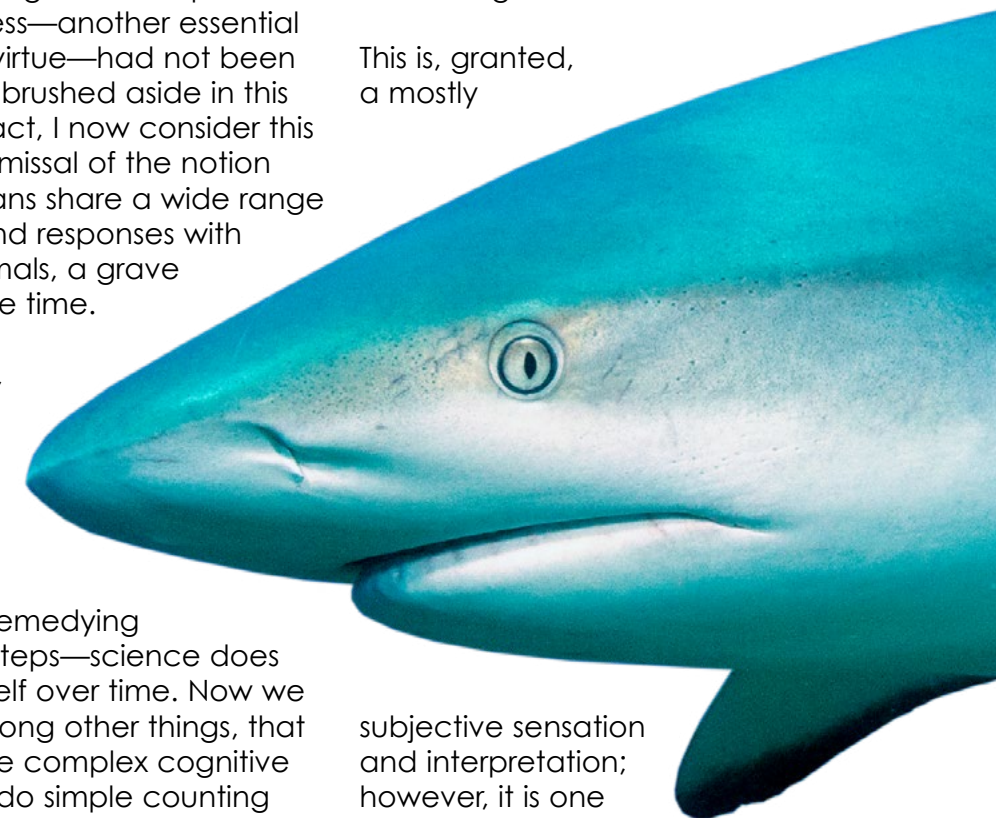 ess—another essential
virtue—had not been
brushed aside in this
act, I now consider this
missal of the notion
ans share a wide range
nd responses with
nals, a grave
e time.
emedying
teps—science does
elf over time. Now we
ong other things, that
e complex cognitive
do simple counting
This is, granted,
a mostly
subjective sensation
and interpretation;
however, it is one